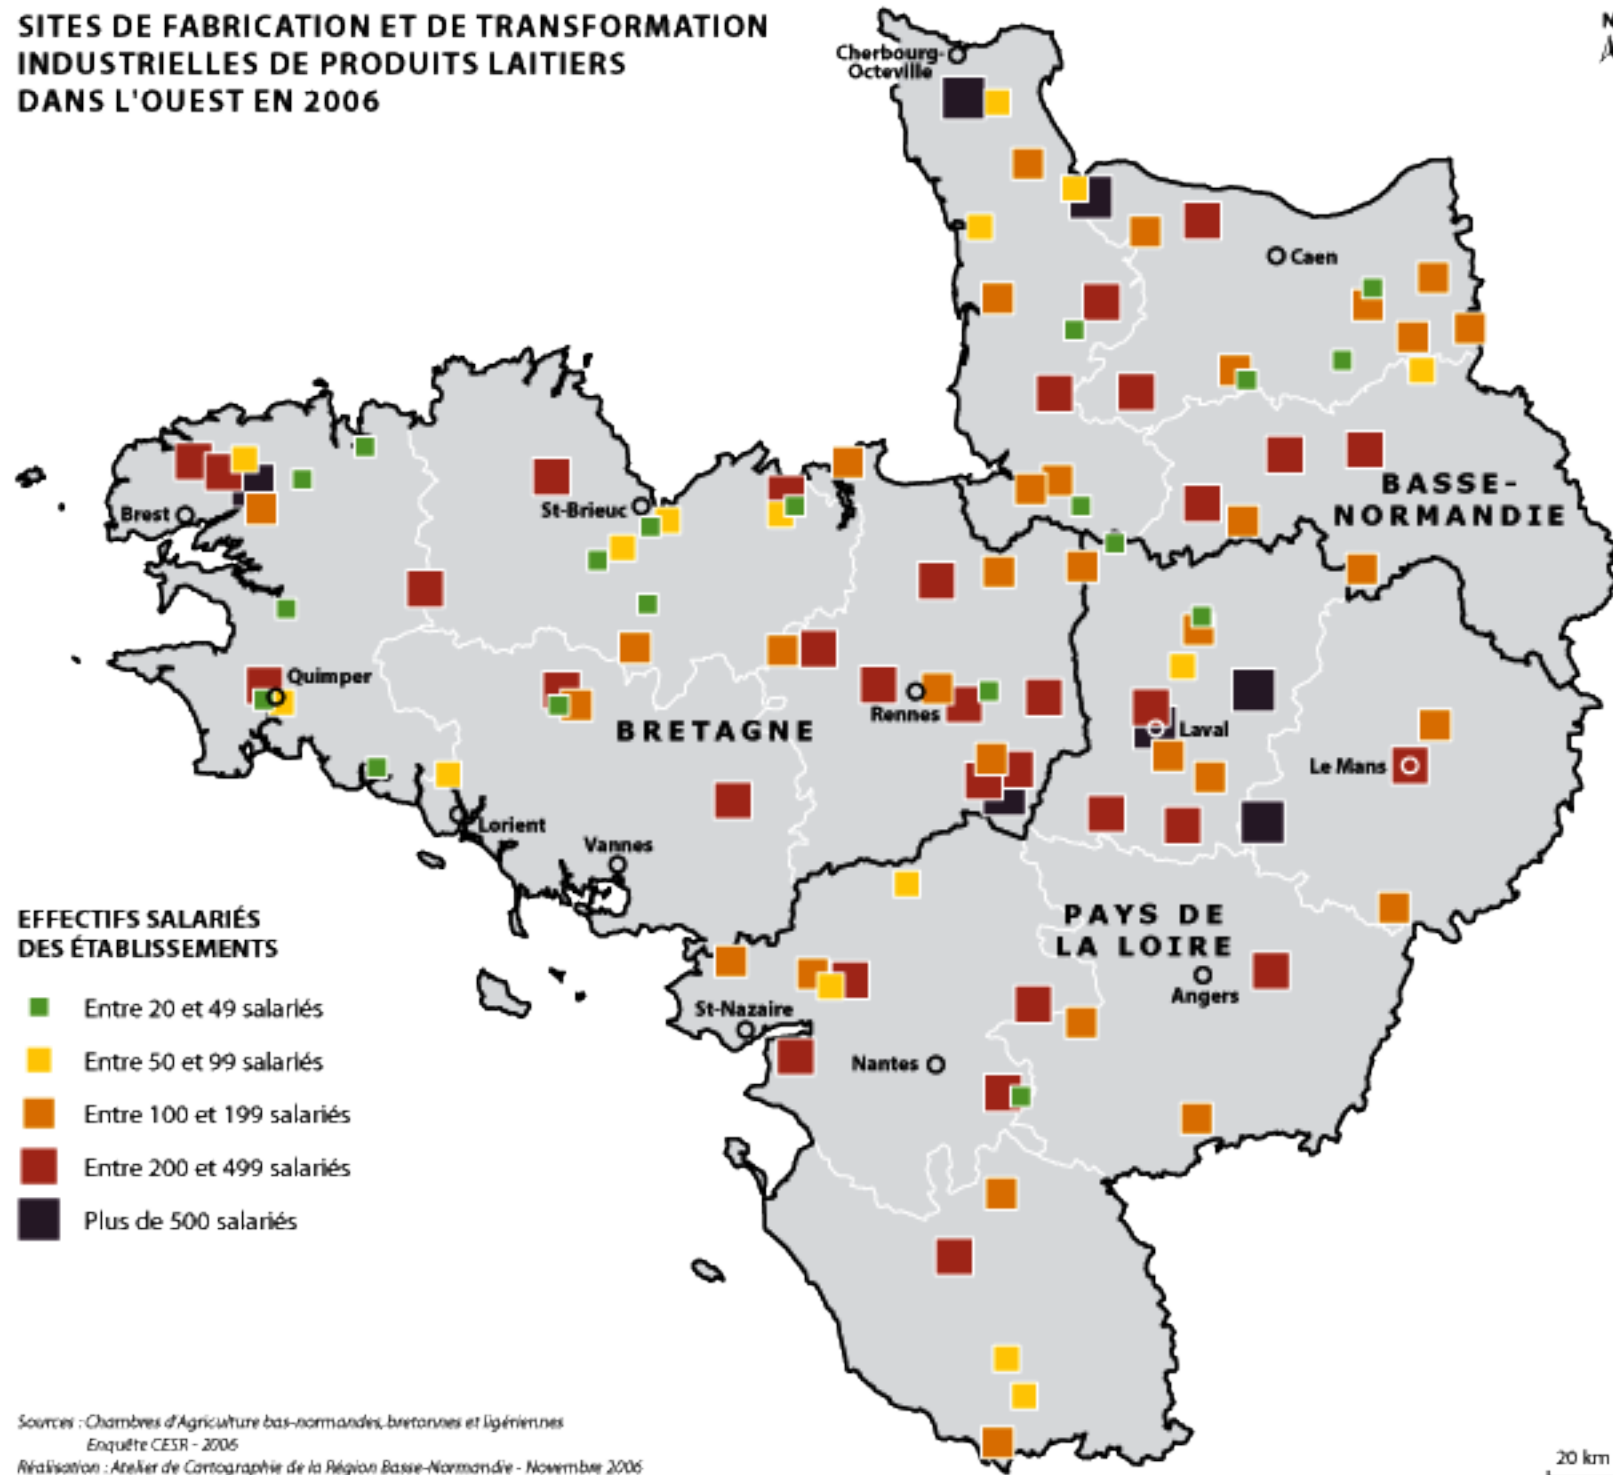 SITES DE FABRICATION ET DE TRANSFORMATION
INDUSTRIELLES DE PRODUITS LAITIERS
DANS L'OUEST EN 2006
N
Cherbourg-
Octeville
Caen
BASSE-
NORMANDIE
Brest
St-Brieuc
Quimper
Rennes
BRETAGNE
Laval
Le Mans
Lorient
Vannes
PAYS DE
LA LOIRE
Angers
St-Nazaire
Nantes
EFFECTIFS SALARIÉS
DES ÉTABLISSEMENTS
Entre 20 et 49 salariés
Entre 50 et 99 salariés
Entre 100 et 199 salariés
Entre 200 et 499 salariés
Plus de 500 salariés
Sources : Chambres d'Agriculture bas-normandes, bretonnes et ligériennes
Enquête CESR - 2006
Réalisation : Atelier de Cartographie de la Région Basse-Normandie - Novembre 2006
20 km